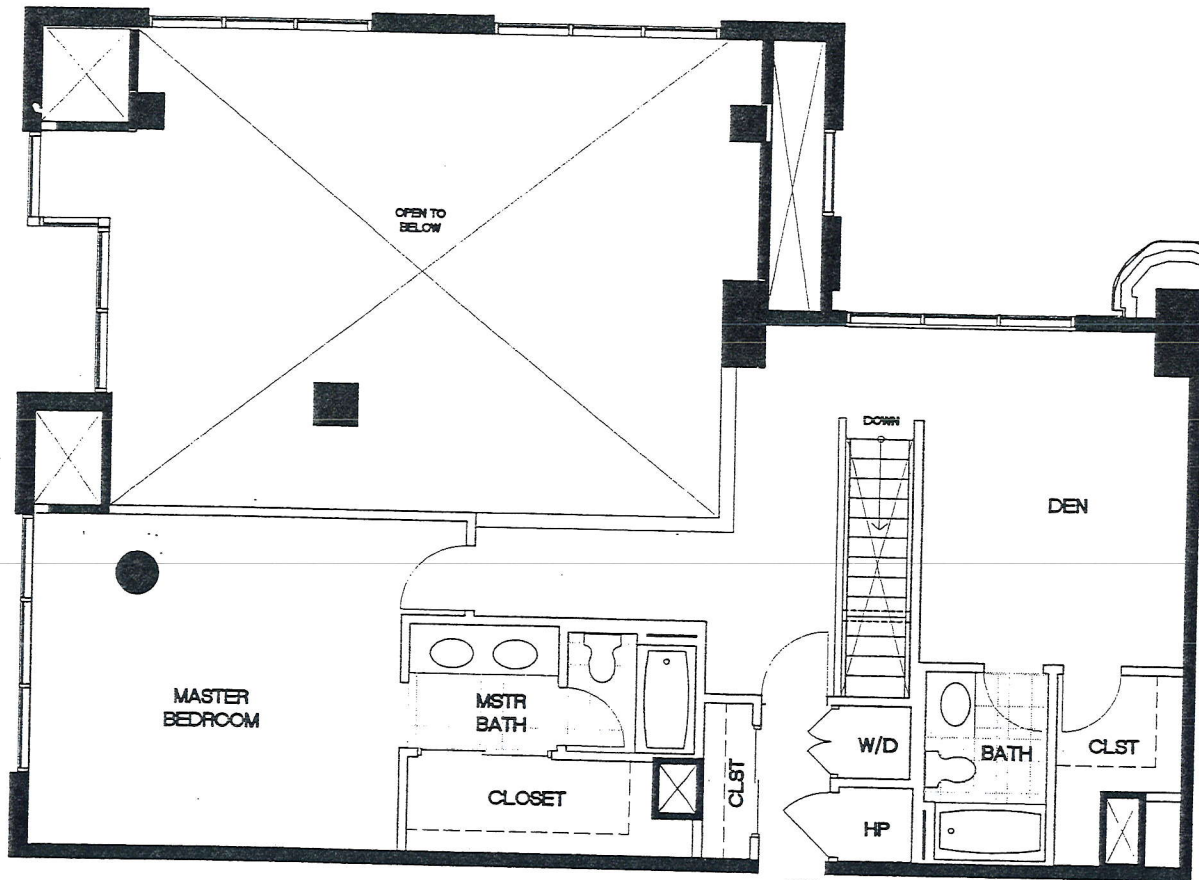 OPEN TO
BELOW
DOWN
DEN
MASTER
BEDROOM
MSTR
BATH
W/D
BATH
CLST
CLOSET
CLST
HP